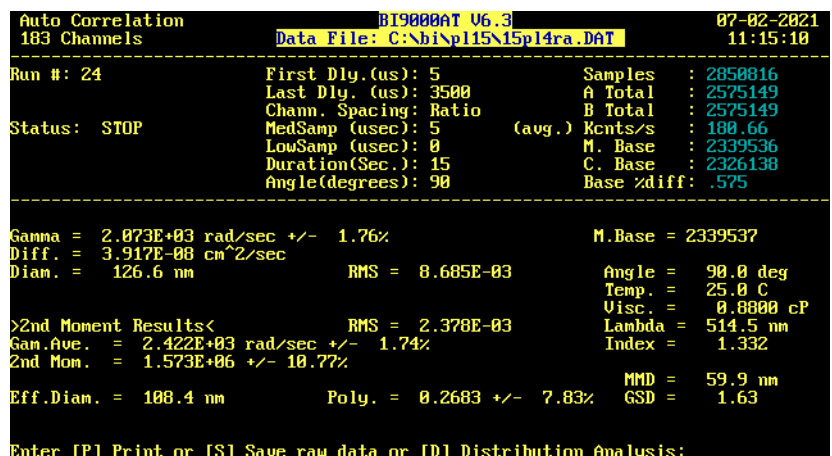 Auto Correlation BI9000AT V6.3 07-02-2021
183 Channels Data File: C:\bi\pl15\15pl4ra.DAT 11:15:10
Run #: 24 First Dly.(us): 5 Samples : 2850816
Last Dly. (us): 3500 A Total : 2575149
Chann. Spacing: Ratio B Total : 2575149
Status: STOP MedSamp (usec): 5 (avg.) Kcnts/s : 180.66
LowSamp (usec): 0 M. Base : 2339536
Duration(Sec.): 15 C. Base : 2326138
Angle(degrees): 90 Base %diff: .575
Gamma = 2.073E+03 rad/sec +/- 1.76% M.Base = 2339537
Diff. = 3.917E-08 cm^2/sec
Diam. = 126.6 nm RMS = 8.685E-03 Angle = 90.0 deg
Temp. = 25.0 C
Visc. = 0.8800 cP
>2nd Moment Results< RMS = 2.378E-03 Lambda = 514.5 nm
Gam.Ave. = 2.422E+03 rad/sec +/- 1.74% Index = 1.332
2nd Mom. = 1.573E+06 +/- 10.77%
MMD = 59.9 nm
Eff.Diam. = 108.4 nm Poly. = 0.2683 +/- 7.83% GSD = 1.63
Enter [P] Print or [S] Save raw data or [D] Distribution Analysis: